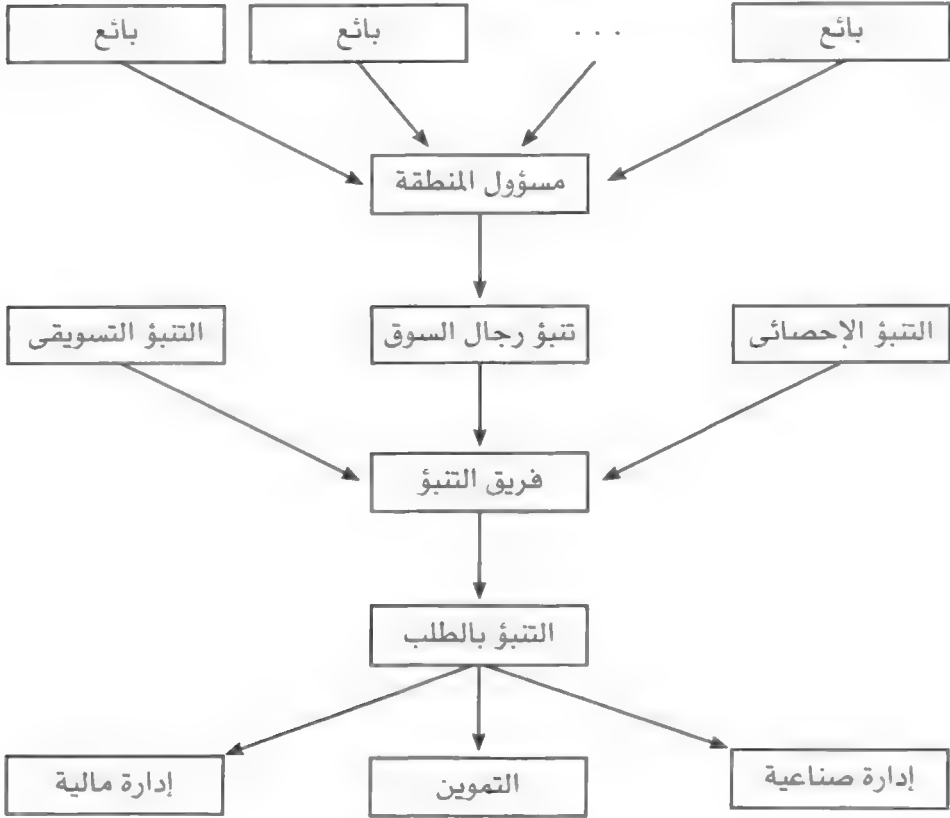 بائع
...
بائع
بائع
مسؤول المنطقة
التنبؤ الإحصائى
تنبؤ رجال السوق
التنبؤ التسويقى
فريق التنبؤ
التنبؤ بالطلب
إدارة صناعية
التموين
إدارة مالية